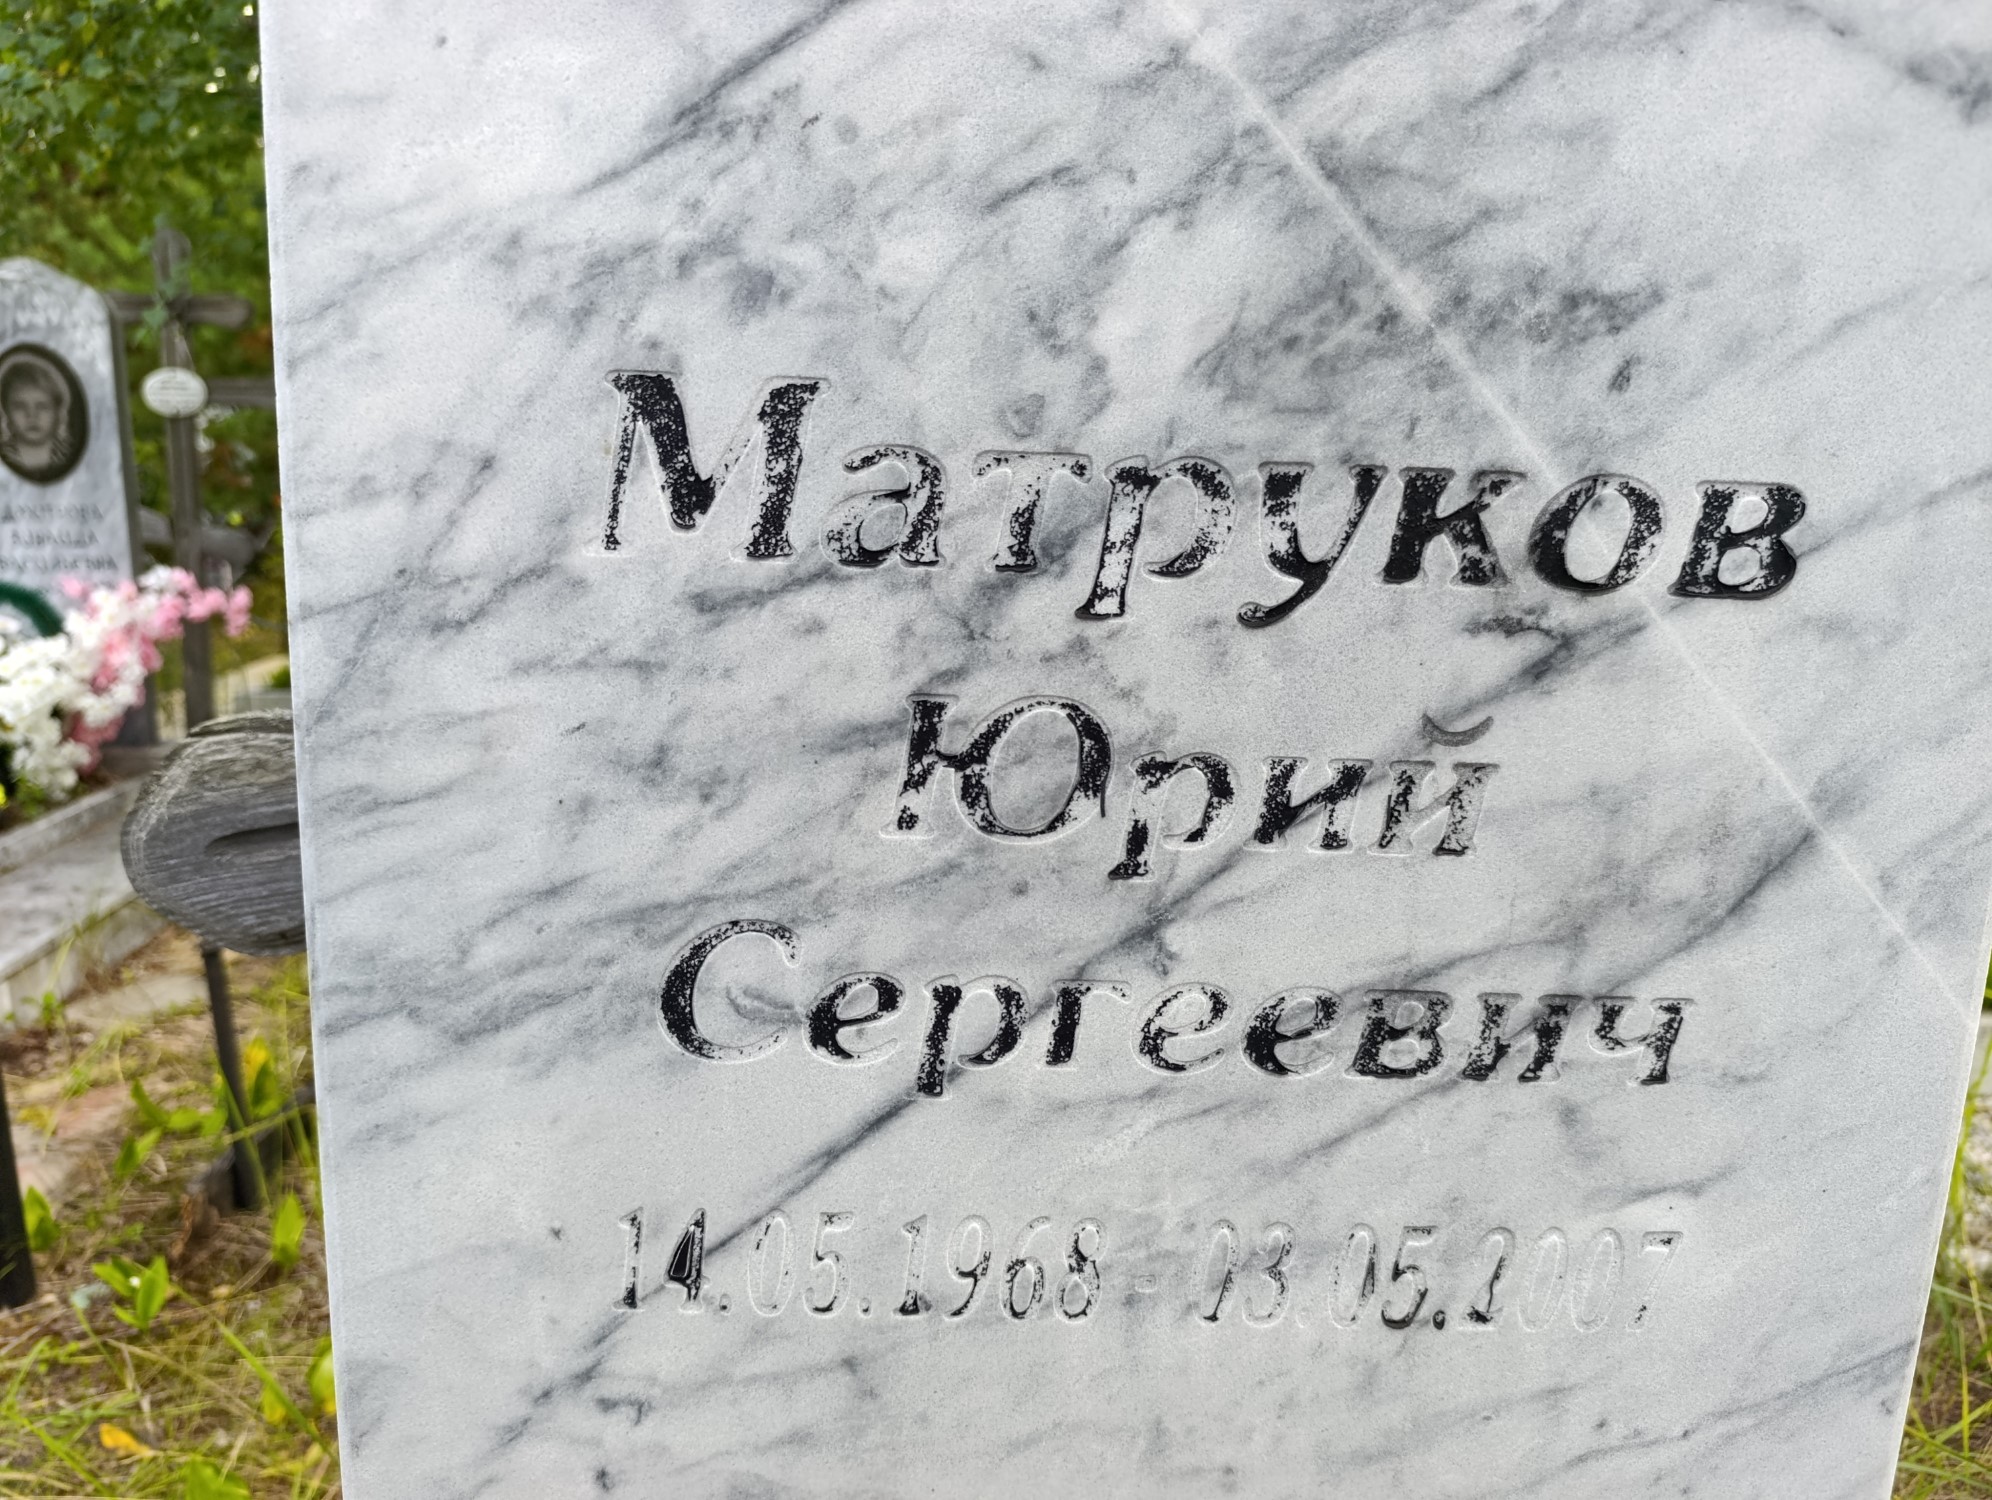 Матруков
Юрий
Сергеевич
14.05.1968 - 03.05.2007